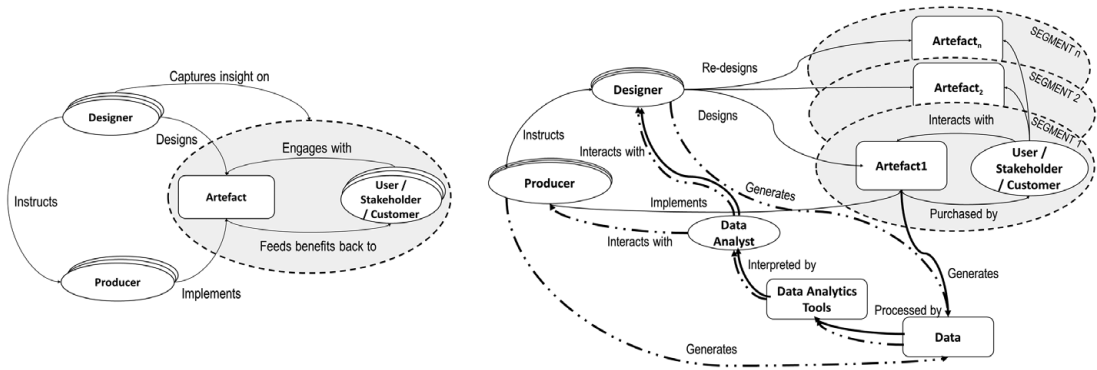 Captures insight on
Designer
Designs
Engages with
Artefact
User /
Stakeholder
/ Customer
Instructs
Feeds benefits back to
Producer
Implements
Artefactₙ
SEGMENT n
Re-designs
Designer
Artefact₂
SEGMENT 2
Designs
Interacts with
SEGMENT 1
Instructs
Interacts with
Artefact1
User /
Stakeholder
/ Customer
Producer
Generates
Implements
Purchased by
Data
Analyst
Interacts with
Interpreted by
Generates
Data Analytics
Tools
Processed by
Data
Generates